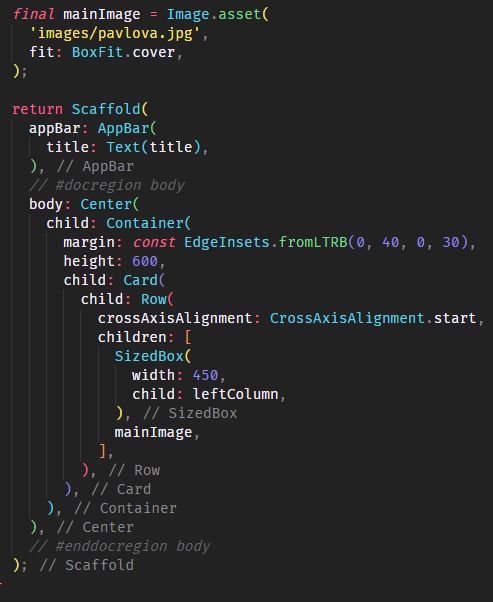 final mainImage = Image.asset(
  'images/pavlova.jpg',
  fit: BoxFit.cover,
);

return Scaffold(
  appBar: AppBar(
    title: Text(title),
  ), // AppBar
  // #docregion body
  body: Center(
    child: Container(
      margin: const EdgeInsets.fromLTRB(0, 40, 0, 30),
      height: 600,
      child: Card(
        child: Row(
          crossAxisAlignment: CrossAxisAlignment.start,
          children: [
            SizedBox(
              width: 450,
              child: leftColumn,
            ), // SizedBox
            mainImage,
          ],
        ), // Row
      ), // Card
    ), // Container
  ), // Center
  // #enddocregion body
); // Scaffold